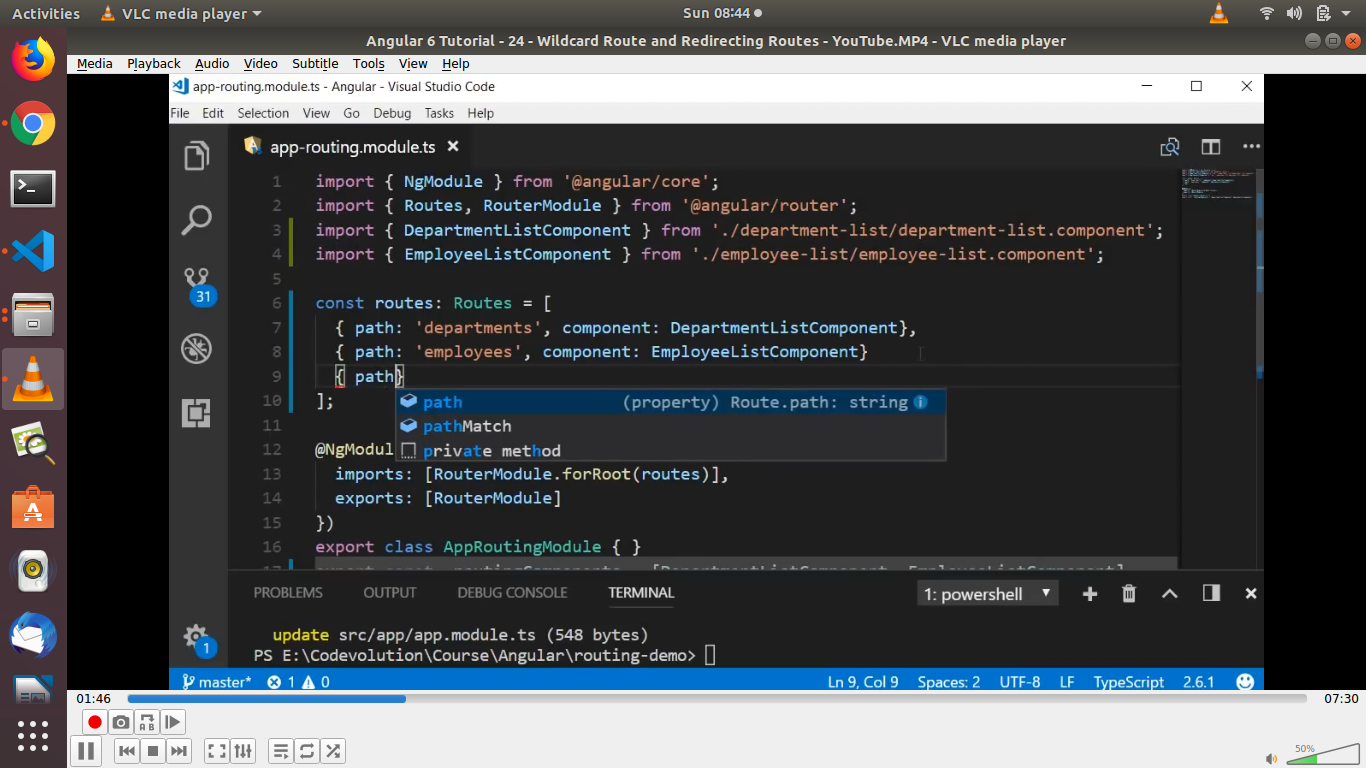 Activities
VLC media player
Sun 08:44
Angular 6 Tutorial - 24 - Wildcard Route and Redirecting Routes - YouTube.MP4 - VLC media player
Media Playback Audio Video Subtitle Tools View Help
app-routing.module.ts - Angular - Visual Studio Code
File Edit Selection View Go Debug Tasks Help
app-routing.module.ts
1 import { NgModule } from '@angular/core';
2 import { Routes, RouterModule } from '@angular/router';
3 import { DepartmentListComponent } from './department-list/department-list.component';
4 import { EmployeeListComponent } from './employee-list/employee-list.component';
5
6 const routes: Routes = [
7 { path: 'departments', component: DepartmentListComponent},
8 { path: 'employees', component: EmployeeListComponent}
9 { path}
10 ];
path (property) Route.path: string
11
pathMatch
12 @NgModul
private method
13 imports: [RouterModule.forRoot(routes)],
14 exports: [RouterModule]
15 })
16 export class AppRoutingModule { }
31
1
PROBLEMS OUTPUT DEBUG CONSOLE TERMINAL
1: powershell
update src/app/app.module.ts (548 bytes)
PS E:\Codevolution\Course\Angular\routing-demo>
master* 1 0 Ln 9, Col 9 Spaces: 2 UTF-8 LF TypeScript 2.6.1
01:46 07:30
50%